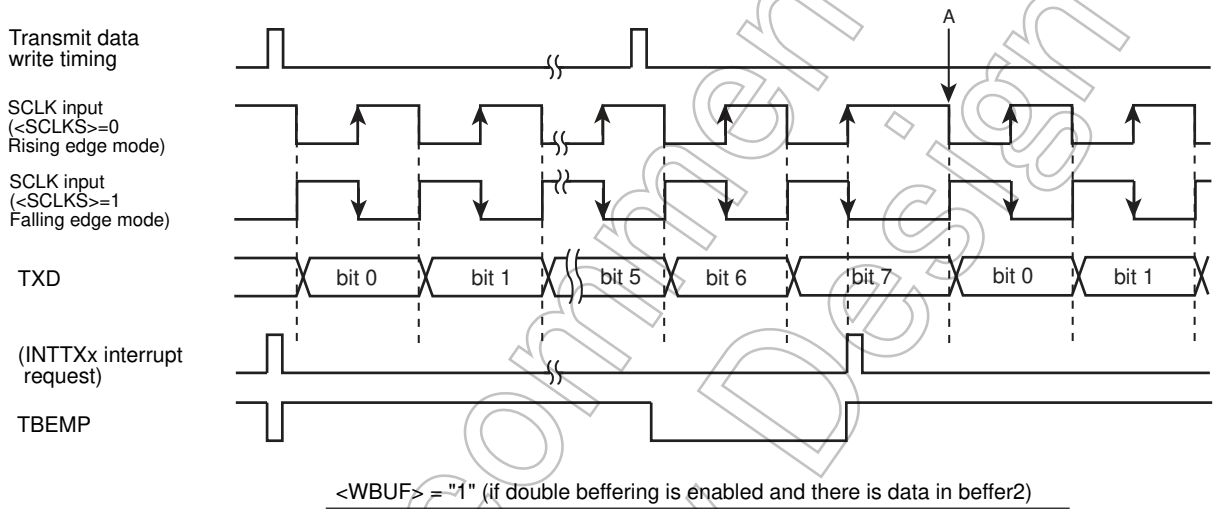 A
Transmit data
write timing
SCLK input
(<SCLKS>=0
Rising edge mode)
SCLK input
(<SCLKS>=1
Falling edge mode)
TXD
bit 0 bit 1 bit 5 bit 6 bit 7 bit 0 bit 1
(INTTXx interrupt
request)
TBEMP
<WBUF> = "1" (if double beffering is enabled and there is data in beffer2)